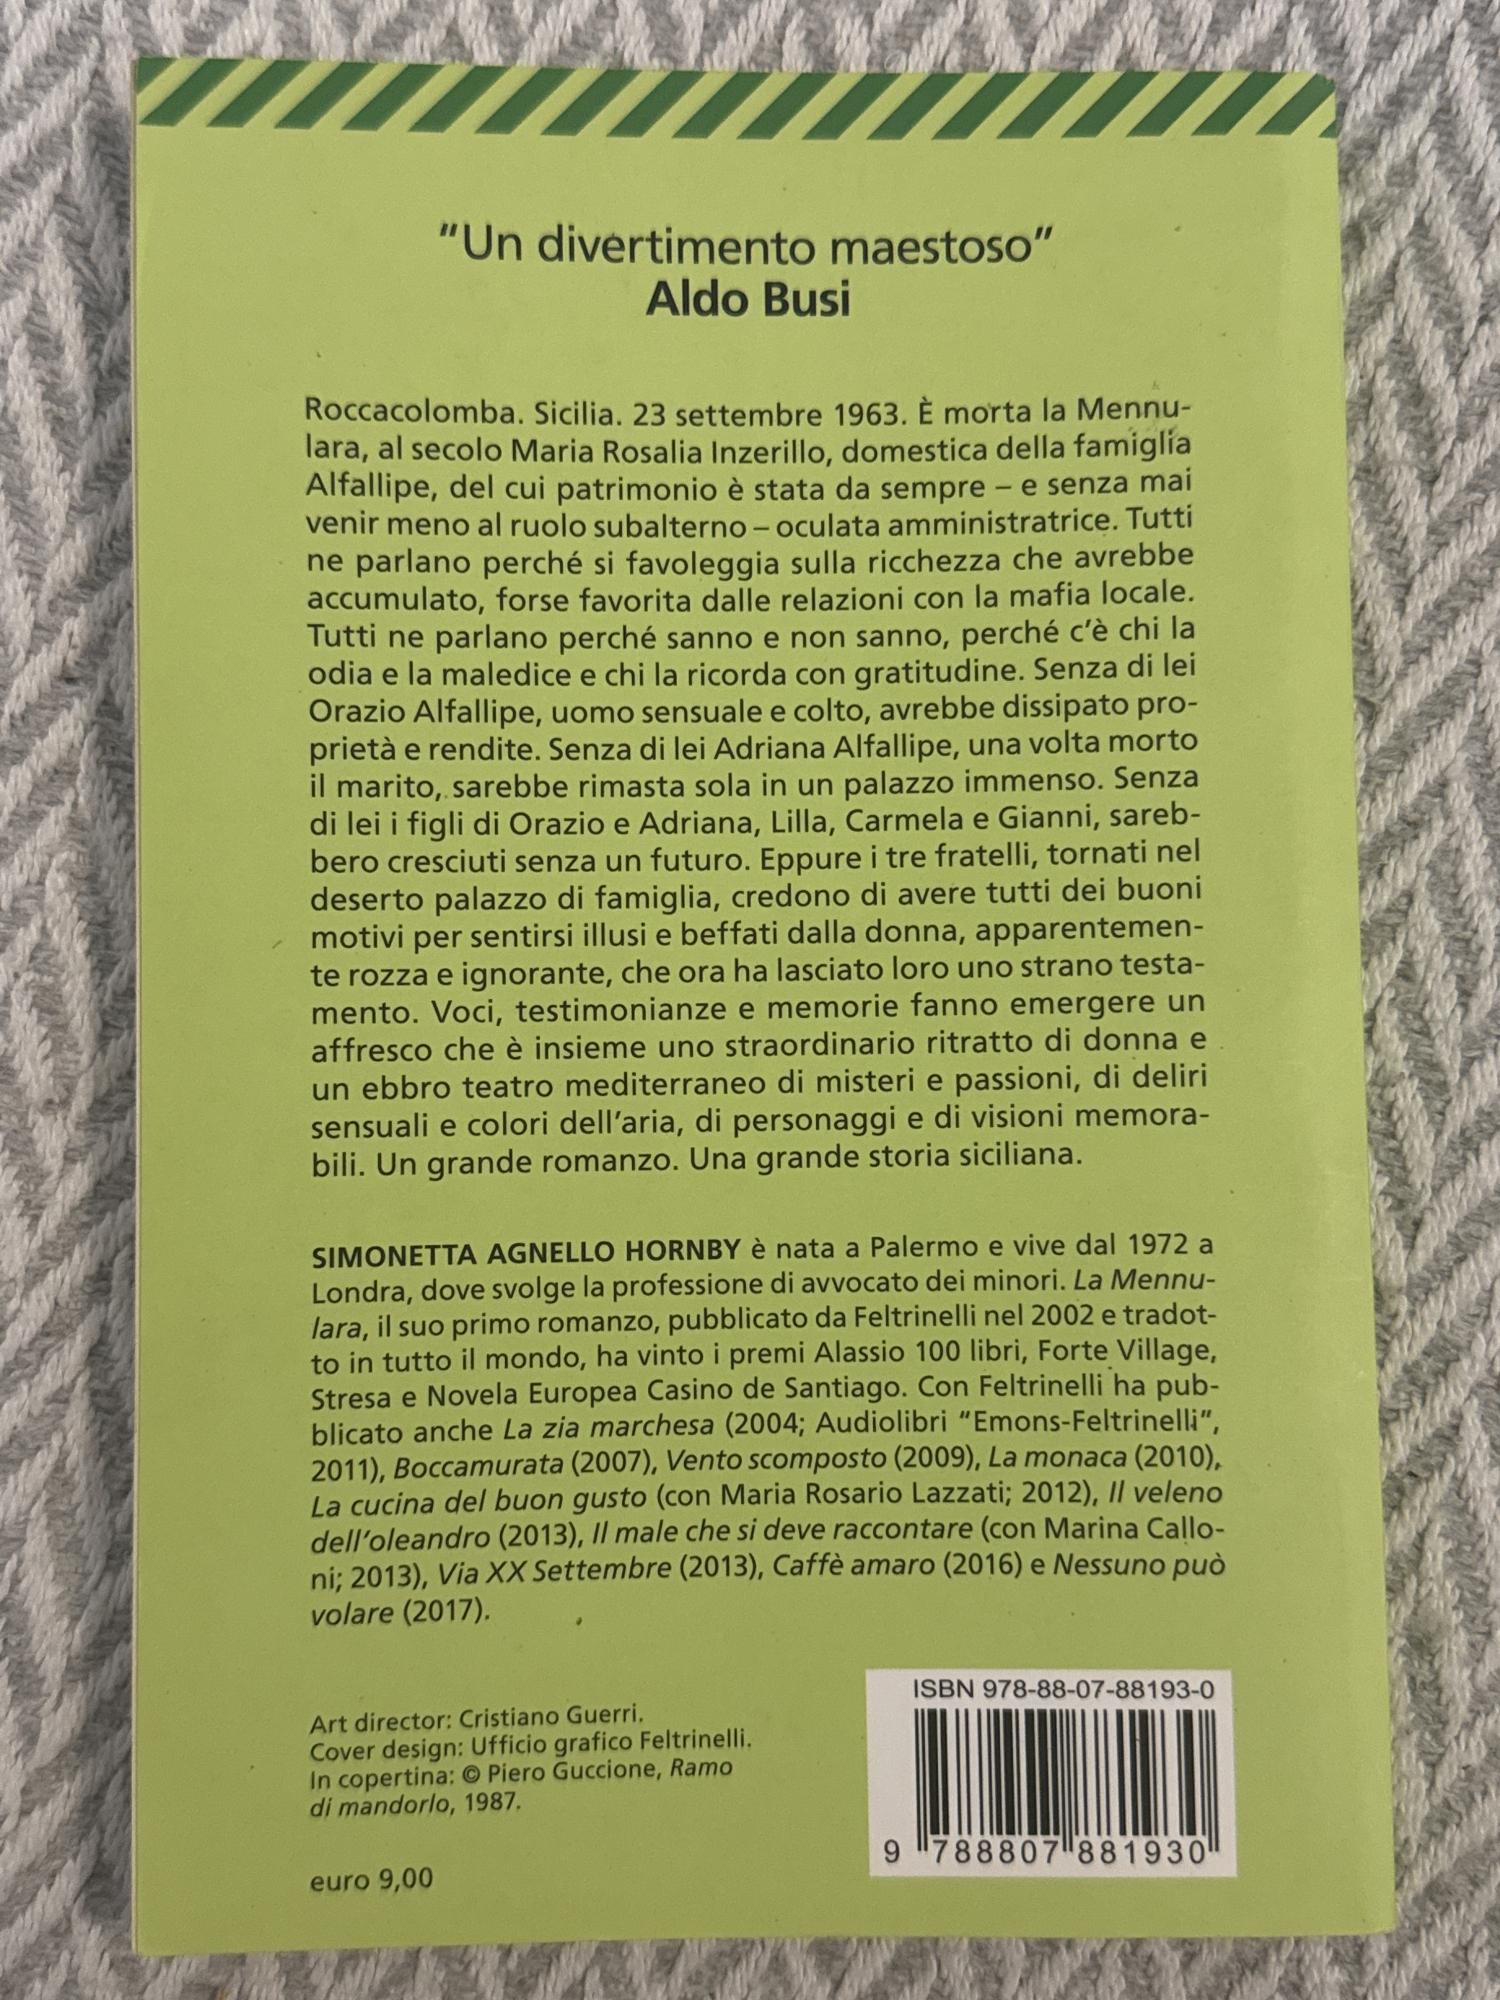 "Un divertimento maestoso"
Aldo Busi
Roccacolomba. Sicilia. 23 settembre 1963. È morta la Mennu-
lara, al secolo Maria Rosalia Inzerillo, domestica della famiglia
Alfallipe, del cui patrimonio è stata da sempre – e senza mai
venir meno al ruolo subalterno – oculata amministratrice. Tutti
ne parlano perché si favoleggia sulla ricchezza che avrebbe
accumulato, forse favorita dalle relazioni con la mafia locale.
Tutti ne parlano perché sanno e non sanno, perché c'è chi la
odia e la maledice e chi la ricorda con gratitudine. Senza di lei
Orazio Alfallipe, uomo sensuale e colto, avrebbe dissipato pro-
prietà e rendite. Senza di lei Adriana Alfallipe, una volta morto
il marito, sarebbe rimasta sola in un palazzo immenso. Senza
di lei i figli di Orazio e Adriana, Lilla, Carmela e Gianni, sareb-
bero cresciuti senza un futuro. Eppure i tre fratelli, tornati nel
deserto palazzo di famiglia, credono di avere tutti dei buoni
motivi per sentirsi illusi e beffati dalla donna, apparentemen-
te rozza e ignorante, che ora ha lasciato loro uno strano testa-
mento. Voci, testimonianze e memorie fanno emergere un
affresco che è insieme uno straordinario ritratto di donna e
un ebbro teatro mediterraneo di misteri e passioni, di deliri
sensuali e colori dell'aria, di personaggi e di visioni memora-
bili. Un grande romanzo. Una grande storia siciliana.
SIMONETTA AGNELLO HORNBY è nata a Palermo e vive dal 1972 a
Londra, dove svolge la professione di avvocato dei minori. La Mennu-
lara, il suo primo romanzo, pubblicato da Feltrinelli nel 2002 e tradot-
to in tutto il mondo, ha vinto i premi Alassio 100 libri, Forte Village,
Stresa e Novela Europea Casino de Santiago. Con Feltrinelli ha pub-
blicato anche La zia marchesa (2004; Audiolibri "Emons-Feltrinelli",
2011), Boccamurata (2007), Vento scomposto (2009), La monaca (2010),
La cucina del buon gusto (con Maria Rosario Lazzati; 2012), Il veleno
dell'oleandro (2013), Il male che si deve raccontare (con Marina Callo-
ni; 2013), Via XX Settembre (2013), Caffè amaro (2016) e Nessuno può
volare (2017).
Art director: Cristiano Guerri.
Cover design: Ufficio grafico Feltrinelli.
In copertina: © Piero Guccione, Ramo
di mandorlo, 1987.
euro 9,00
ISBN 978-88-07-88193-0
9 788807 881930